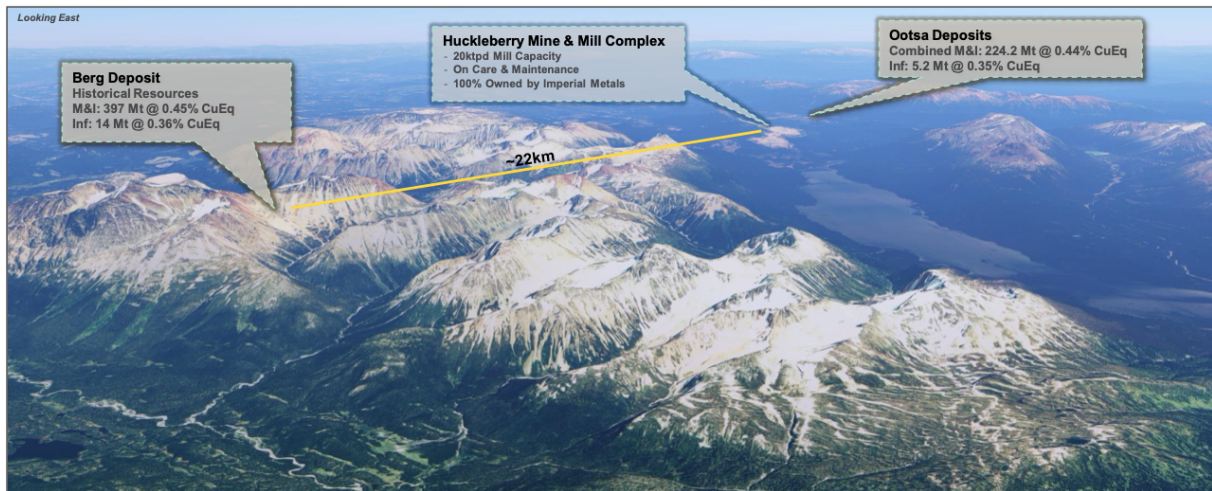 Looking East
Berg Deposit
Historical Resources
M&I: 397 Mt @ 0.45% CuEq
Inf: 14 Mt @ 0.36% CuEq
Huckleberry Mine & Mill Complex
- 20ktpd Mill Capacity
- On Care & Maintenance
- 100% Owned by Imperial Metals
Ootsa Deposits
Combined M&I: 224.2 Mt @ 0.44% CuEq
Inf: 5.2 Mt @ 0.35% CuEq
~22km